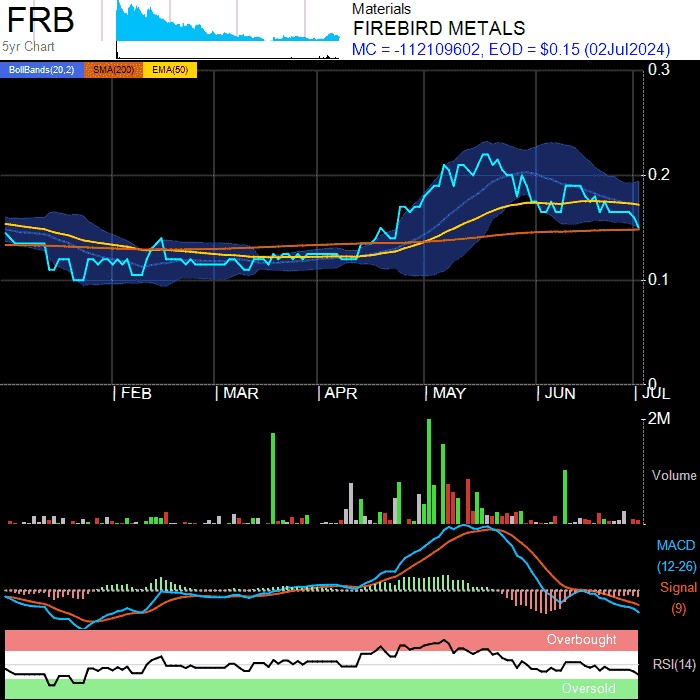 FRB
5yr Chart
Materials
FIREBIRD METALS
MC = -112109602, EOD = $0.15 (02Jul2024)
BollBands(20,2) SMA(200) EMA(50)
0.3
0.2
0.1
0
FEB MAR APR MAY JUN JUL
2M
Volume
MACD
(12-26)
Signal
(9)
Overbought
RSI(14)
Oversold